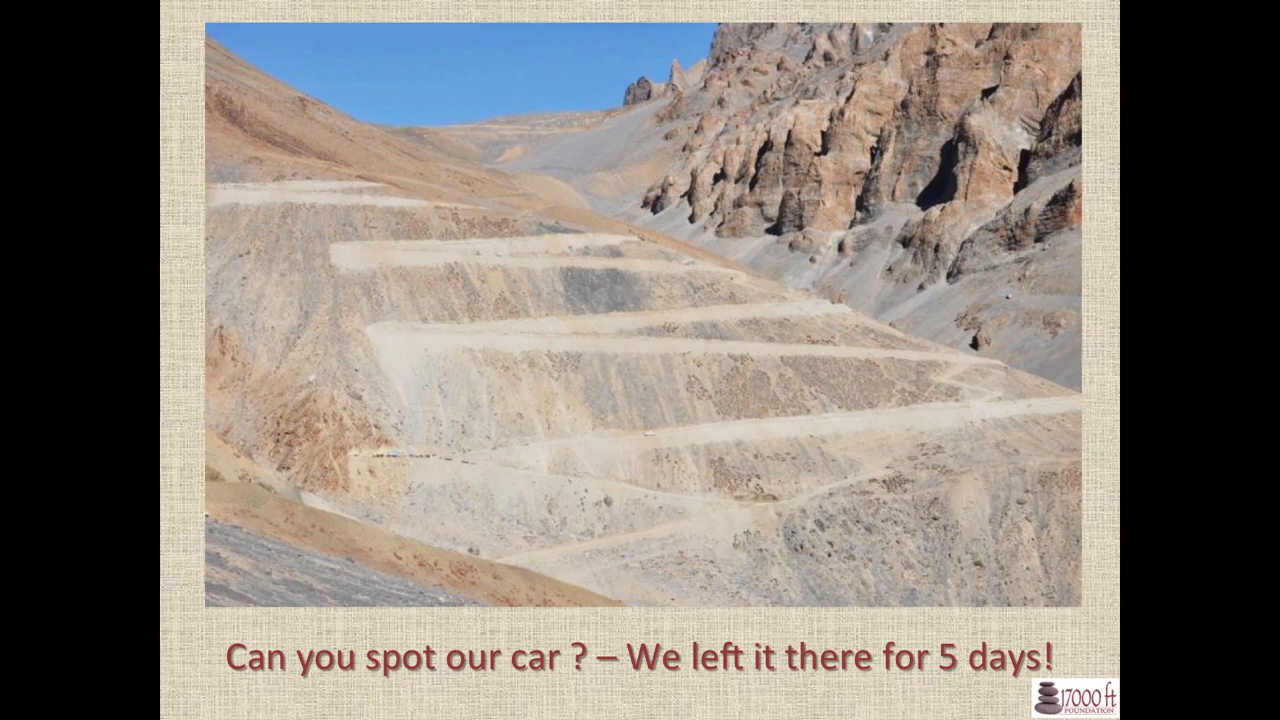 Can you spot our car ? – We left it there for 5 days!
17000 ft
FOUNDATION